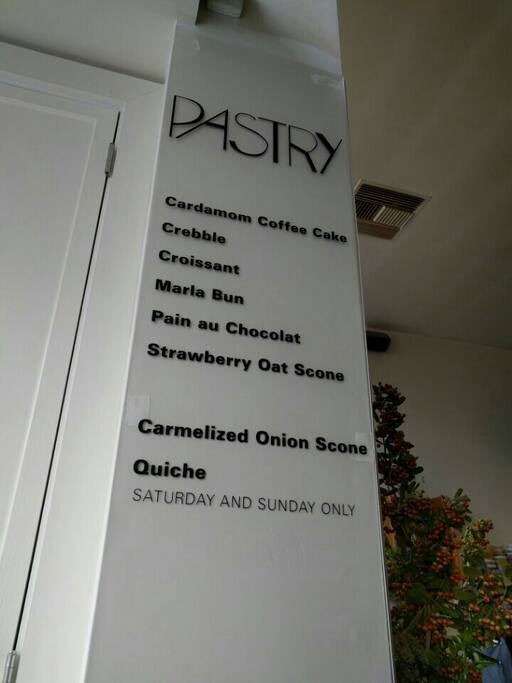 PASTRY
Cardamom Coffee Cake
Crebble
Croissant
Marla Bun
Pain au Chocolat
Strawberry Oat Scone
Carmelized Onion Scone
Quiche
SATURDAY AND SUNDAY ONLY